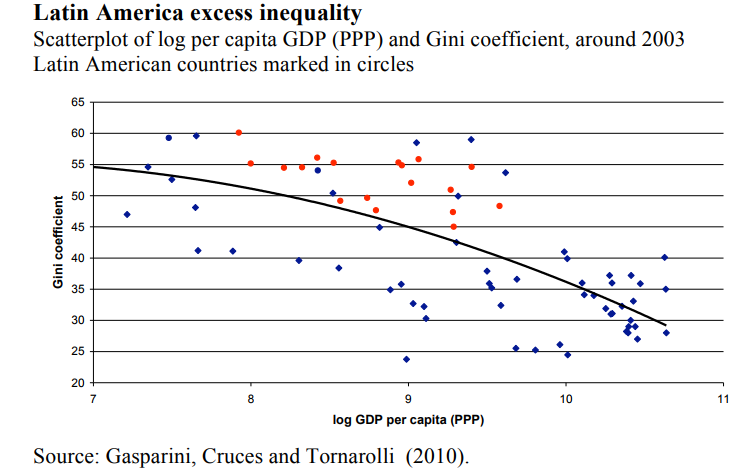 Latin America excess inequality
Scatterplot of log per capita GDP (PPP) and Gini coefficient, around 2003
Latin American countries marked in circles
65
60
55
50
45
40
35
30
25
20
Gini coefficient
7 8 9 10 11
log GDP per capita (PPP)
Source: Gasparini, Cruces and Tornarolli (2010).